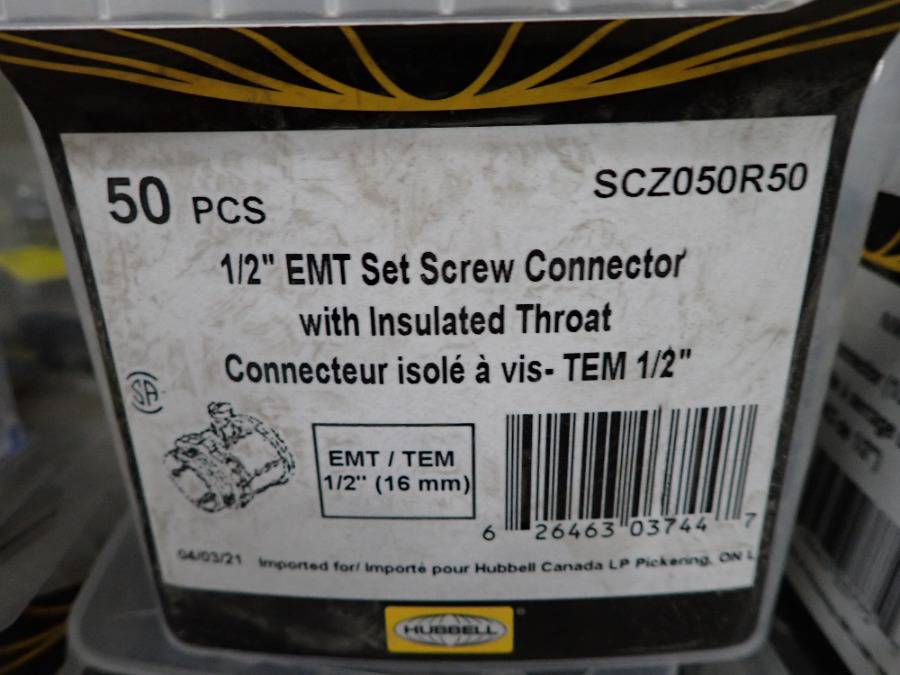 50 PCS
SCZ050R50
1/2" EMT Set Screw Connector
with Insulated Throat
Connecteur isolé à vis- TEM 1/2"
SA
EMT / TEM
1/2" (16 mm)
6 26463 03744 7
04/03/21 Imported for/ Importé pour Hubbell Canada LP Pickering, ON L
HUBBELL